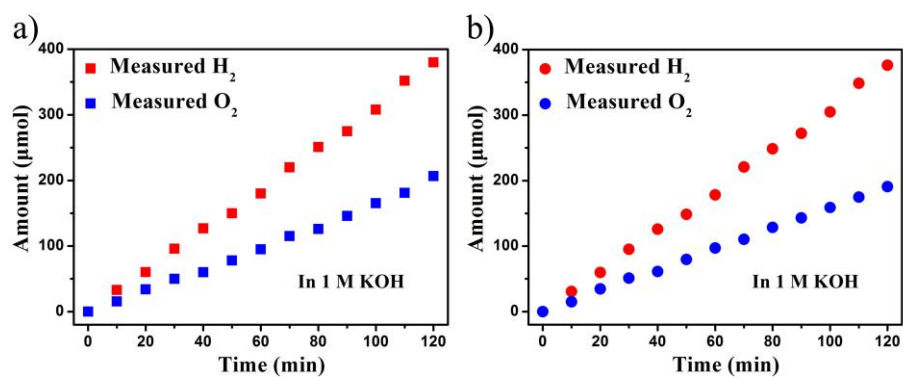 a)
400
300
200
100
0
Amount (μmol)
Measured H₂
Measured O₂
In 1 M KOH
0 20 40 60 80 100 120
Time (min)
b)
400
300
200
100
0
Amount (μmol)
Measured H₂
Measured O₂
In 1 M KOH
0 20 40 60 80 100 120
Time (min)